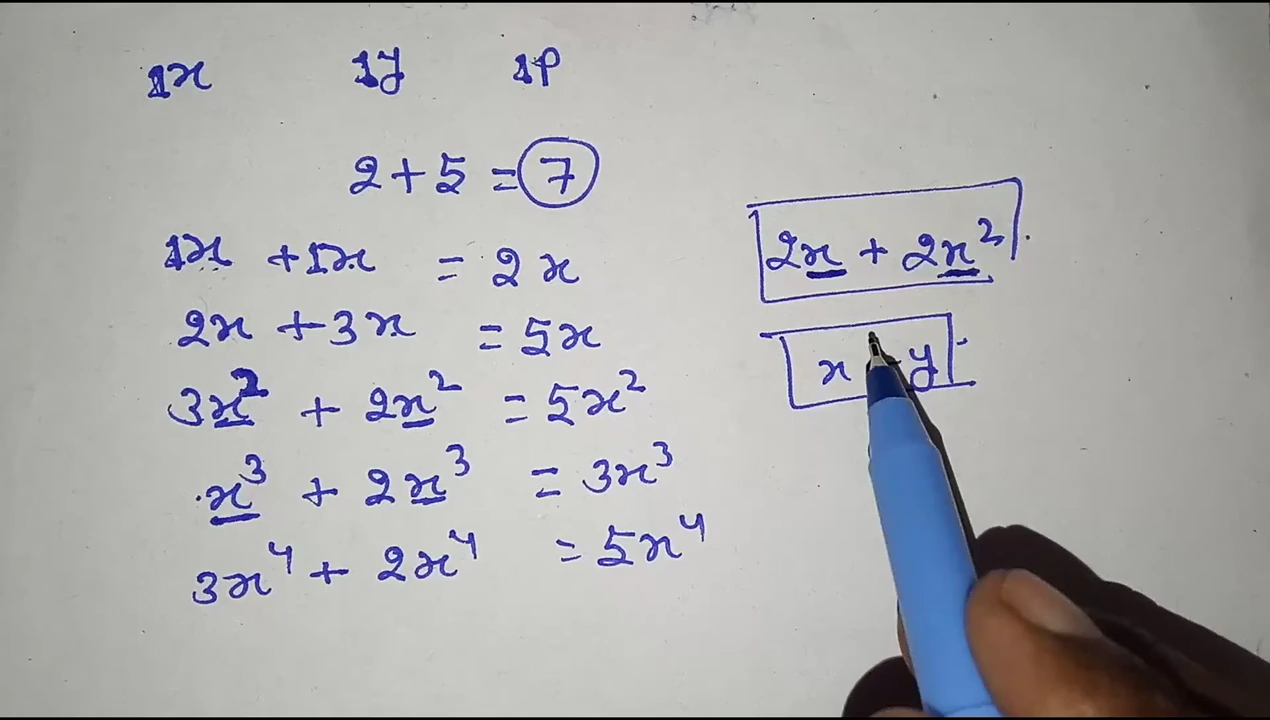 1x 1y 1p
2 + 5 = 7
1x + 1x = 2x
2x + 3x = 5x
3x² + 2x² = 5x²
x³ + 2x³ = 3x³
3x⁴ + 2x⁴ = 5x⁴
2x + 2x²
x y